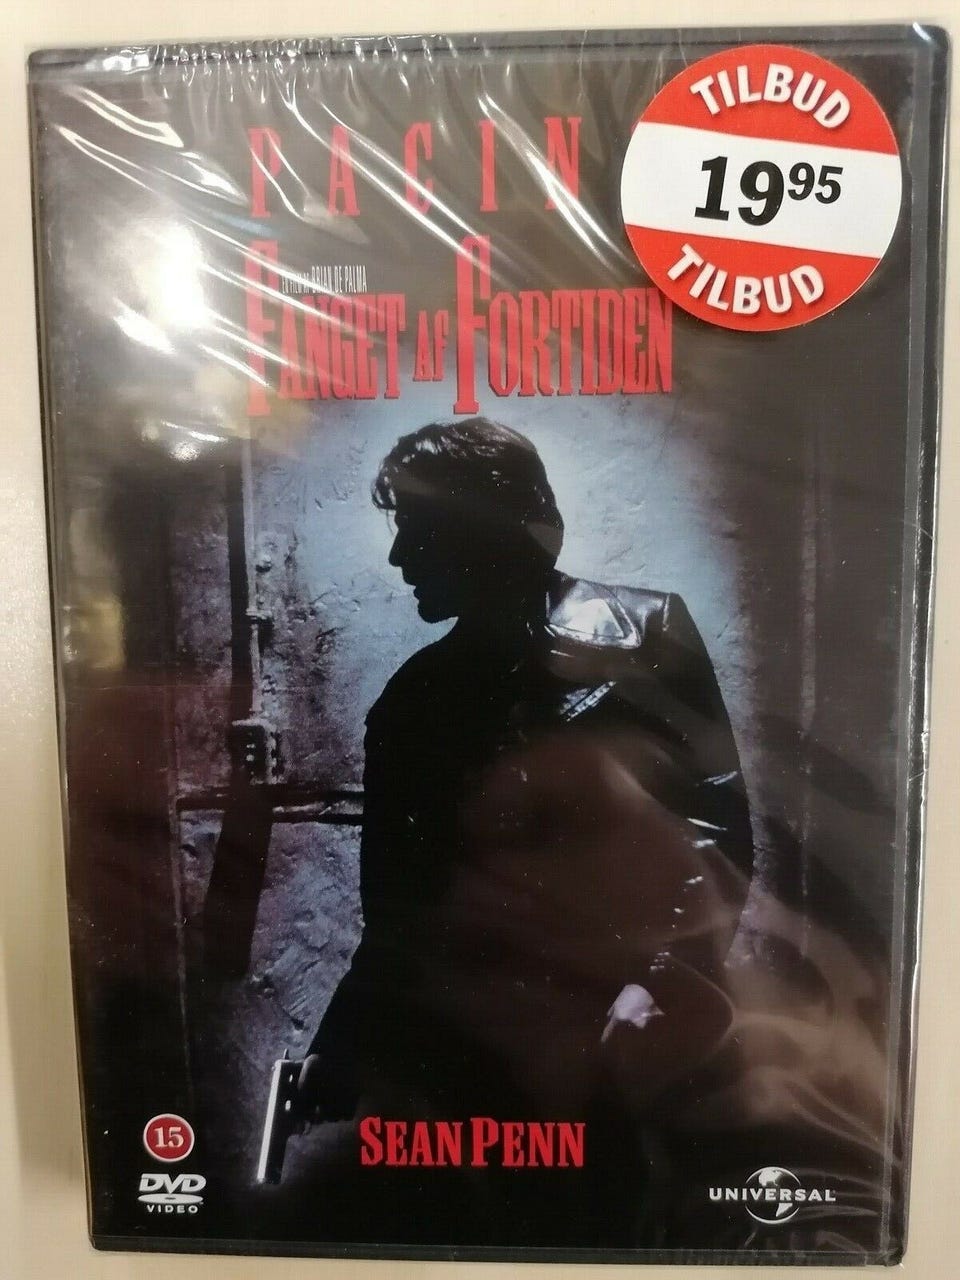 TILBUD
19 95
TILBUD
PACIN
EN FILM AF BRIAN DE PALMA
FANGET AF FORTIDEN
SEAN PENN
15
DVD
VIDEO
UNIVERSAL